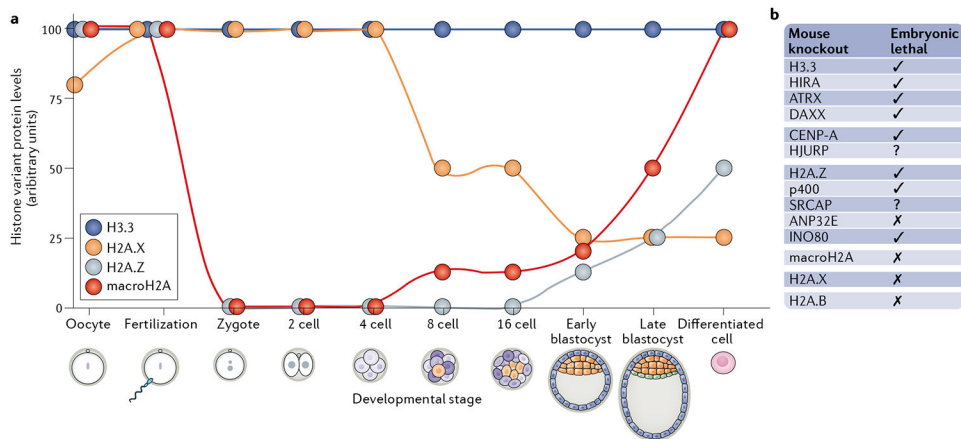 a
Histone variant protein levels
(aribitrary units)
100
75
50
25
0
H3.3
H2A.X
H2A.Z
macroH2A
Oocyte
Fertilization
Zygote
2 cell
4 cell
8 cell
16 cell
Early
blastocyst
Late
blastocyst
Differentiated
cell
Developmental stage
b
Mouse
knockout
Embryonic
lethal
H3.3 ✓
HIRA ✓
ATRX ✓
DAXX ✓
CENP-A ✓
HJURP ?
H2A.Z ✓
p400 ✓
SRCAP ?
ANP32E ✗
INO80 ✓
macroH2A ✗
H2A.X ✗
H2A.B ✗